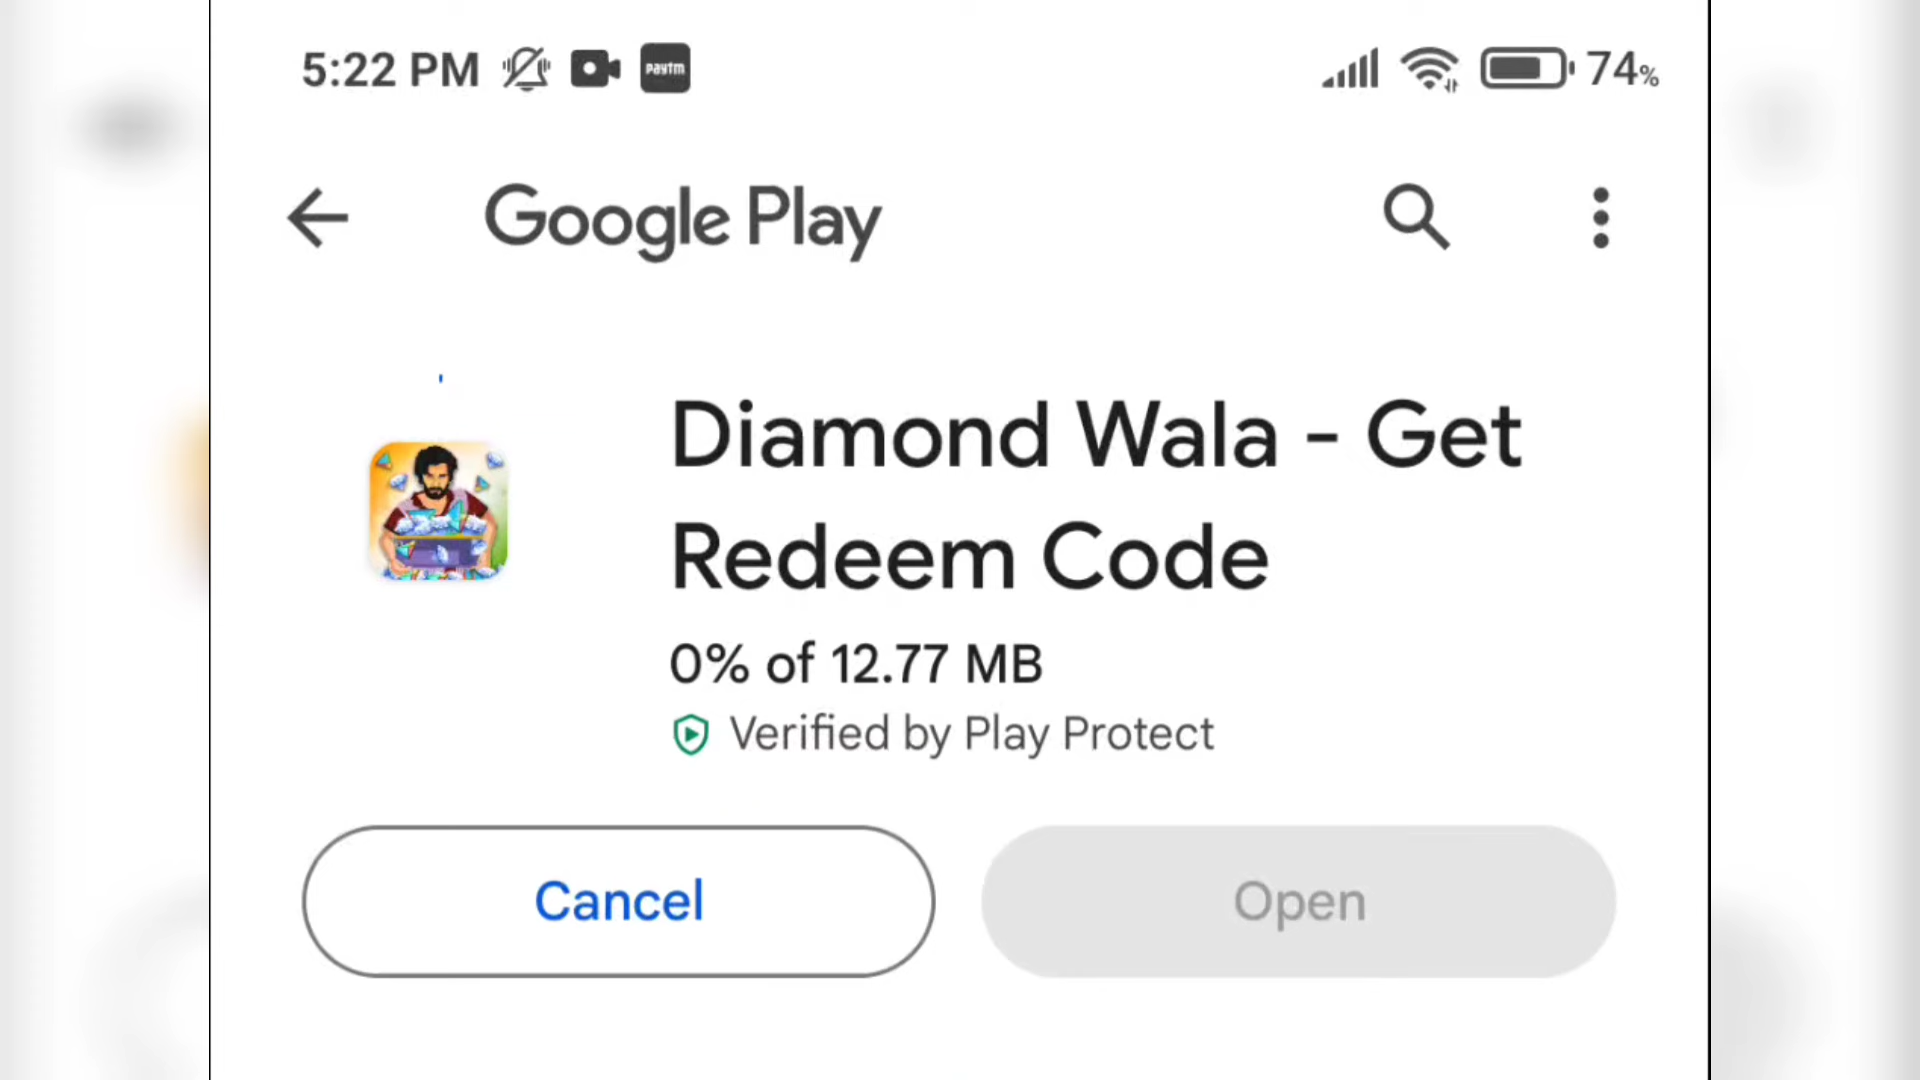 5:22 PM paytm 74%
Google Play
Diamond Wala - Get
Redeem Code
0% of 12.77 MB
Verified by Play Protect
Cancel Open